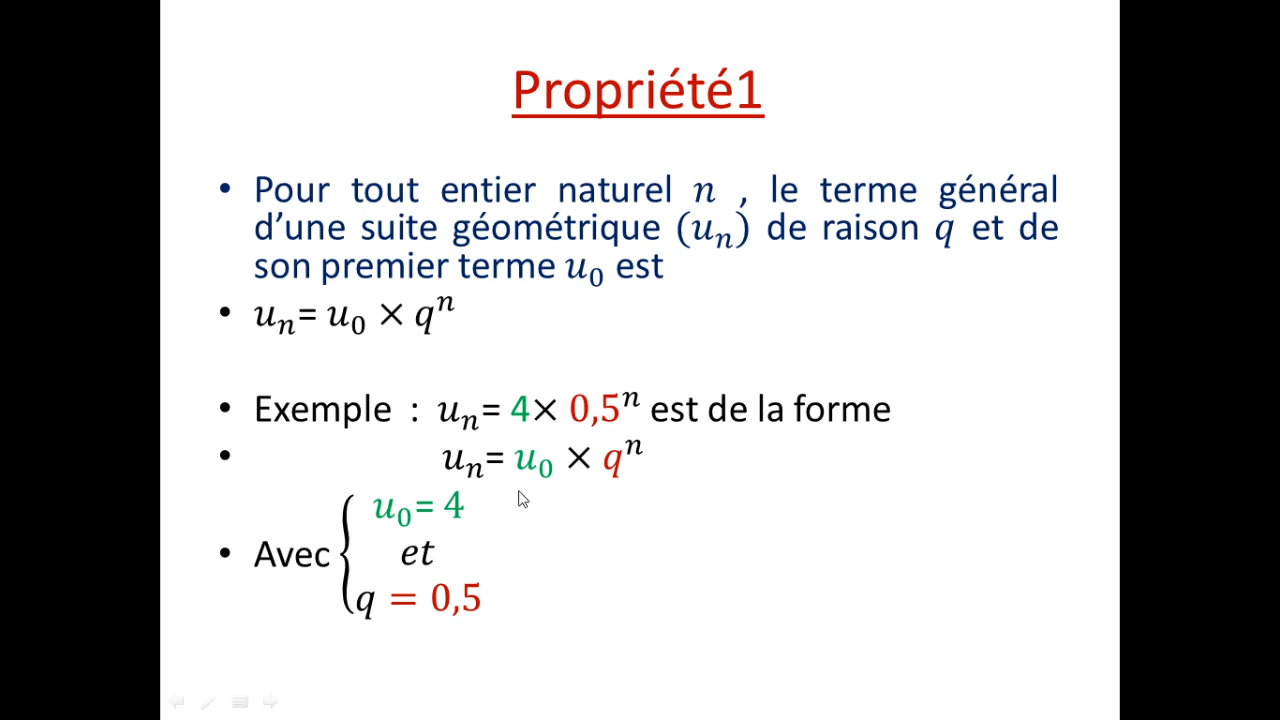 Propriété1
• Pour tout entier naturel 𝑛 , le terme général
d’une suite géométrique (𝑢ₙ) de raison 𝑞 et de
son premier terme 𝑢₀ est
• 𝑢ₙ= 𝑢₀ × 𝑞ⁿ
• Exemple : 𝑢ₙ= 4× 0,5ⁿ est de la forme
• 𝑢ₙ= 𝑢₀ × 𝑞ⁿ
𝑢₀= 4
• Avec { 𝑒𝑡
𝑞 = 0,5